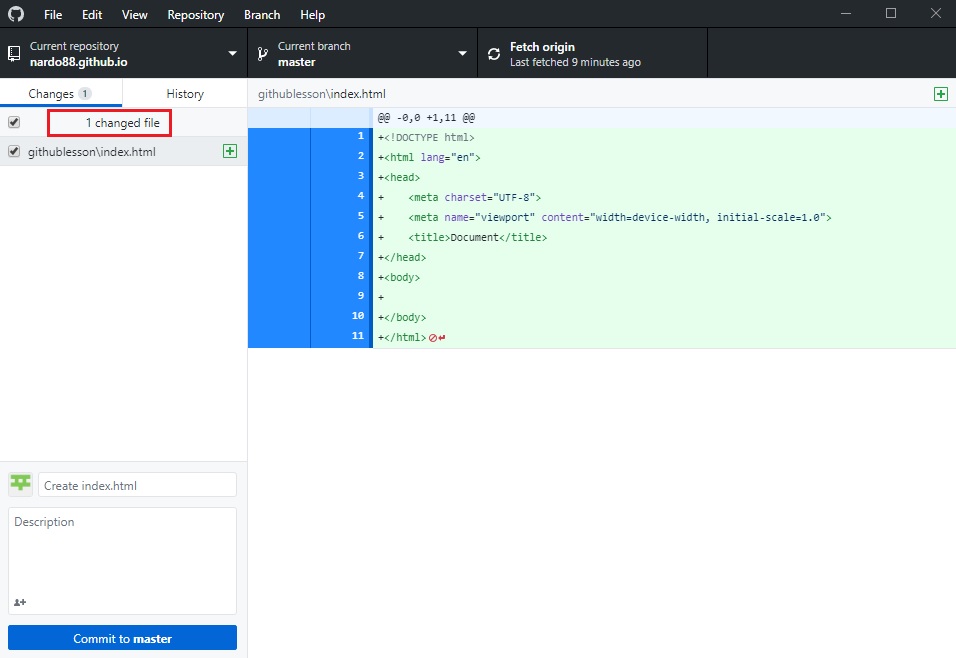 File Edit View Repository Branch Help
Current repository
nardo88.github.io
Current branch
master
Fetch origin
Last fetched 9 minutes ago
Changes 1 History
1 changed file
githublesson\index.html
githublesson\index.html
@@ -0,0 +1,11 @@
1 +<!DOCTYPE html>
2 +<html lang="en">
3 +<head>
4 +    <meta charset="UTF-8">
5 +    <meta name="viewport" content="width=device-width, initial-scale=1.0">
6 +    <title>Document</title>
7 +</head>
8 +<body>
9 +
10 +</body>
11 +</html>
Create index.html
Description
Commit to master